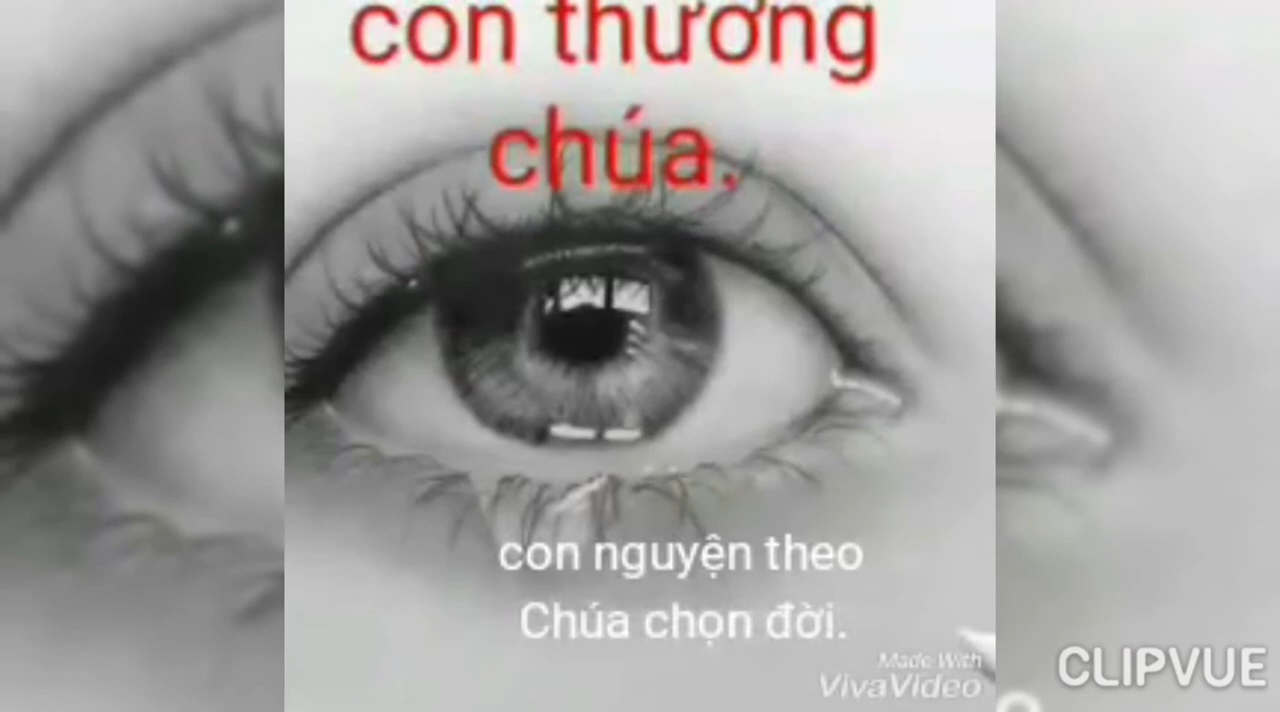 con thương
chúa.
con nguyện theo
Chúa chọn đời.
Made With
VivaVideo
CLIPVUE